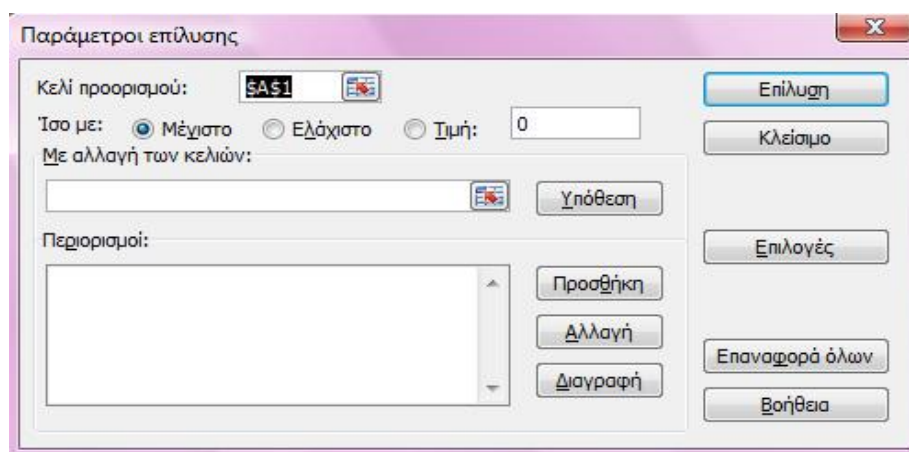 Παράμετροι επίλυσης
Κελί προορισμού: $A$1 Επίλυση
Ίσο με: Μέγιστο Ελάχιστο Τιμή: 0 Κλείσιμο
Με αλλαγή των κελιών:
Υπόθεση
Περιορισμοί: Επιλογές
Προσθήκη
Αλλαγή
Επαναφορά όλων
Διαγραφή
Βοήθεια